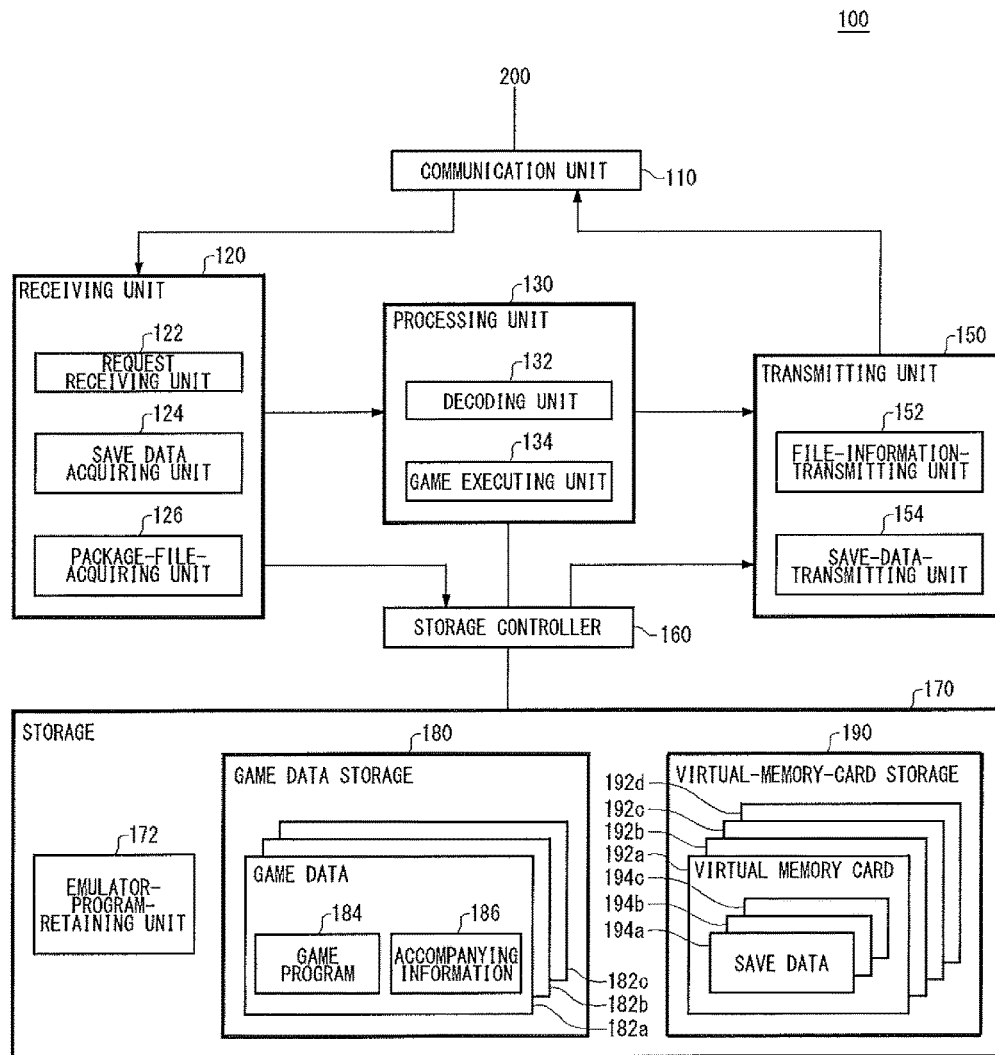 100
200
COMMUNICATION UNIT
110
120
RECEIVING UNIT
122
REQUEST
RECEIVING UNIT
124
SAVE DATA
ACQUIRING UNIT
126
PACKAGE-FILE-
ACQUIRING UNIT
130
PROCESSING UNIT
132
DECODING UNIT
134
GAME EXECUTING UNIT
150
TRANSMITTING UNIT
152
FILE-INFORMATION-
TRANSMITTING UNIT
154
SAVE-DATA-
TRANSMITTING UNIT
STORAGE CONTROLLER
160
170
STORAGE
172
EMULATOR-
PROGRAM-
RETAINING UNIT
180
GAME DATA STORAGE
GAME DATA
184
GAME
PROGRAM
186
ACCOMPANYING
INFORMATION
182c
182b
182a
190
VIRTUAL-MEMORY-CARD STORAGE
192d
192c
192b
192a
VIRTUAL MEMORY CARD
194c
194b
194a
SAVE DATA